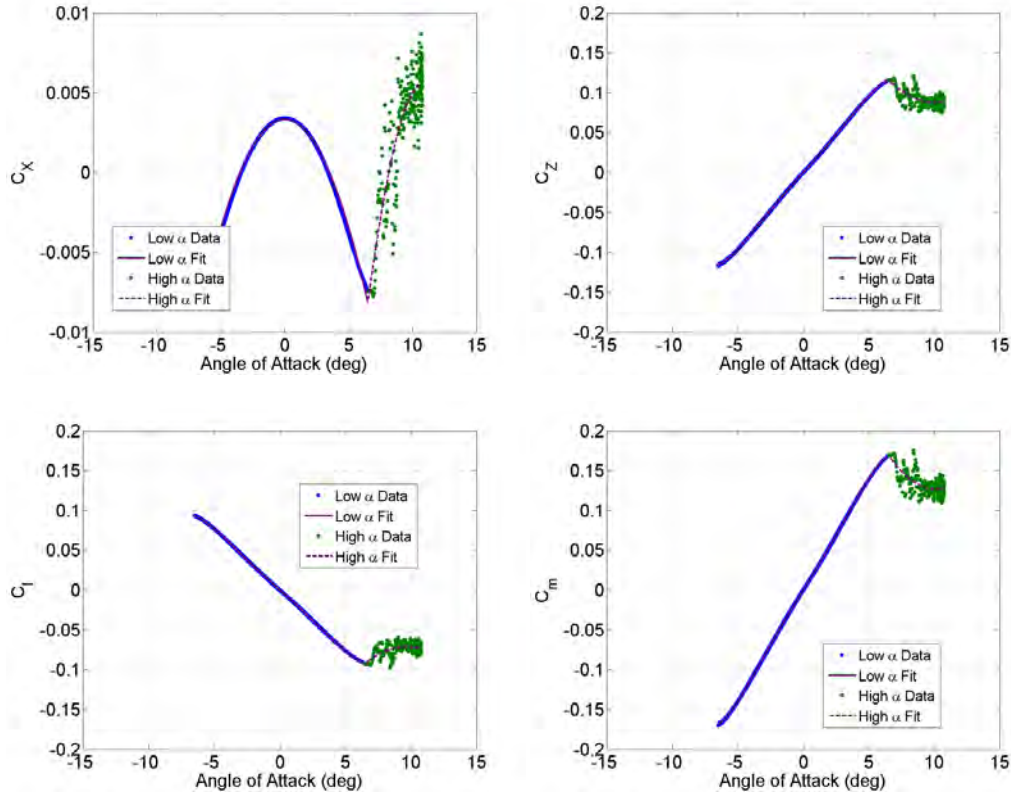 0.01
0.005
0
-0.005
-0.01
C_X
Low α Data
Low α Fit
High α Data
High α Fit
-15 -10 -5 0 5 10 15
Angle of Attack (deg)
0.2
0.15
0.1
0.05
0
-0.05
-0.1
-0.15
-0.2
C_Z
Low α Data
Low α Fit
High α Data
High α Fit
-15 -10 -5 0 5 10 15
Angle of Attack (deg)
0.2
0.15
0.1
0.05
0
-0.05
-0.1
-0.15
-0.2
C_l
Low α Data
Low α Fit
High α Data
High α Fit
-15 -10 -5 0 5 10 15
Angle of Attack (deg)
0.2
0.15
0.1
0.05
0
-0.05
-0.1
-0.15
-0.2
C_m
Low α Data
Low α Fit
High α Data
High α Fit
-15 -10 -5 0 5 10 15
Angle of Attack (deg)